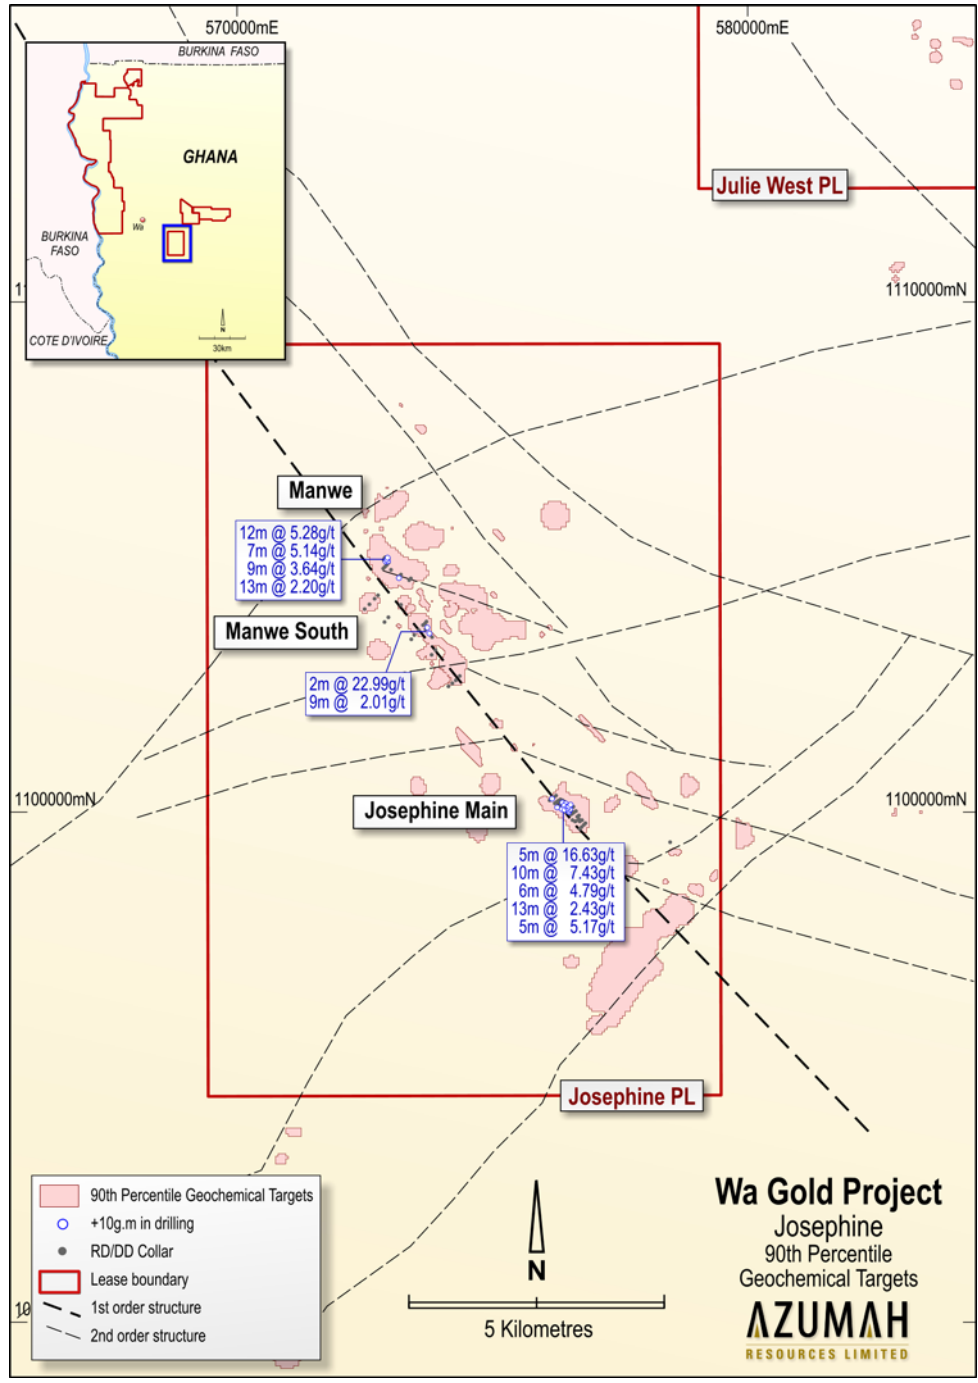 570000mE
580000mE
BURKINA FASO
GHANA
Wa
BURKINA
FASO
COTE D'IVOIRE
N
30km
Julie West PL
1110000mN
Manwe
12m @ 5.28g/t
7m @ 5.14g/t
9m @ 3.64g/t
13m @ 2.20g/t
Manwe South
2m @ 22.99g/t
9m @ 2.01g/t
1100000mN
1100000mN
Josephine Main
5m @ 16.63g/t
10m @ 7.43g/t
6m @ 4.79g/t
13m @ 2.43g/t
5m @ 5.17g/t
Josephine PL
90th Percentile Geochemical Targets
+10g.m in drilling
RD/DD Collar
Lease boundary
1st order structure
2nd order structure
N
5 Kilometres
Wa Gold Project
Josephine
90th Percentile
Geochemical Targets
AZUMAH
RESOURCES LIMITED